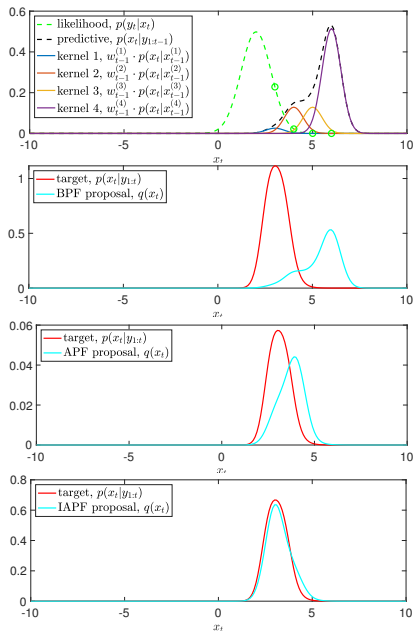 0.6
0.4
0.2
0
likelihood, p(y_t|x_t)
predictive, p(x_t|y_{1:t−1})
kernel 1, w_{t−1}^{(1)} · p(x_t|x_{t−1}^{(1)})
kernel 2, w_{t−1}^{(2)} · p(x_t|x_{t−1}^{(2)})
kernel 3, w_{t−1}^{(3)} · p(x_t|x_{t−1}^{(3)})
kernel 4, w_{t−1}^{(4)} · p(x_t|x_{t−1}^{(4)})
-10 -5 0 5 10
x_t
1
0.5
0
target, p(x_t|y_{1:t})
BPF proposal, q(x_t)
-10 -5 0 5 10
x_t
0.06
0.04
0.02
0
target, p(x_t|y_{1:t})
APF proposal, q(x_t)
-10 -5 0 5 10
x_t
0.8
0.6
0.4
0.2
0
target, p(x_t|y_{1:t})
IAPF proposal, q(x_t)
-10 -5 0 5 10
x_t